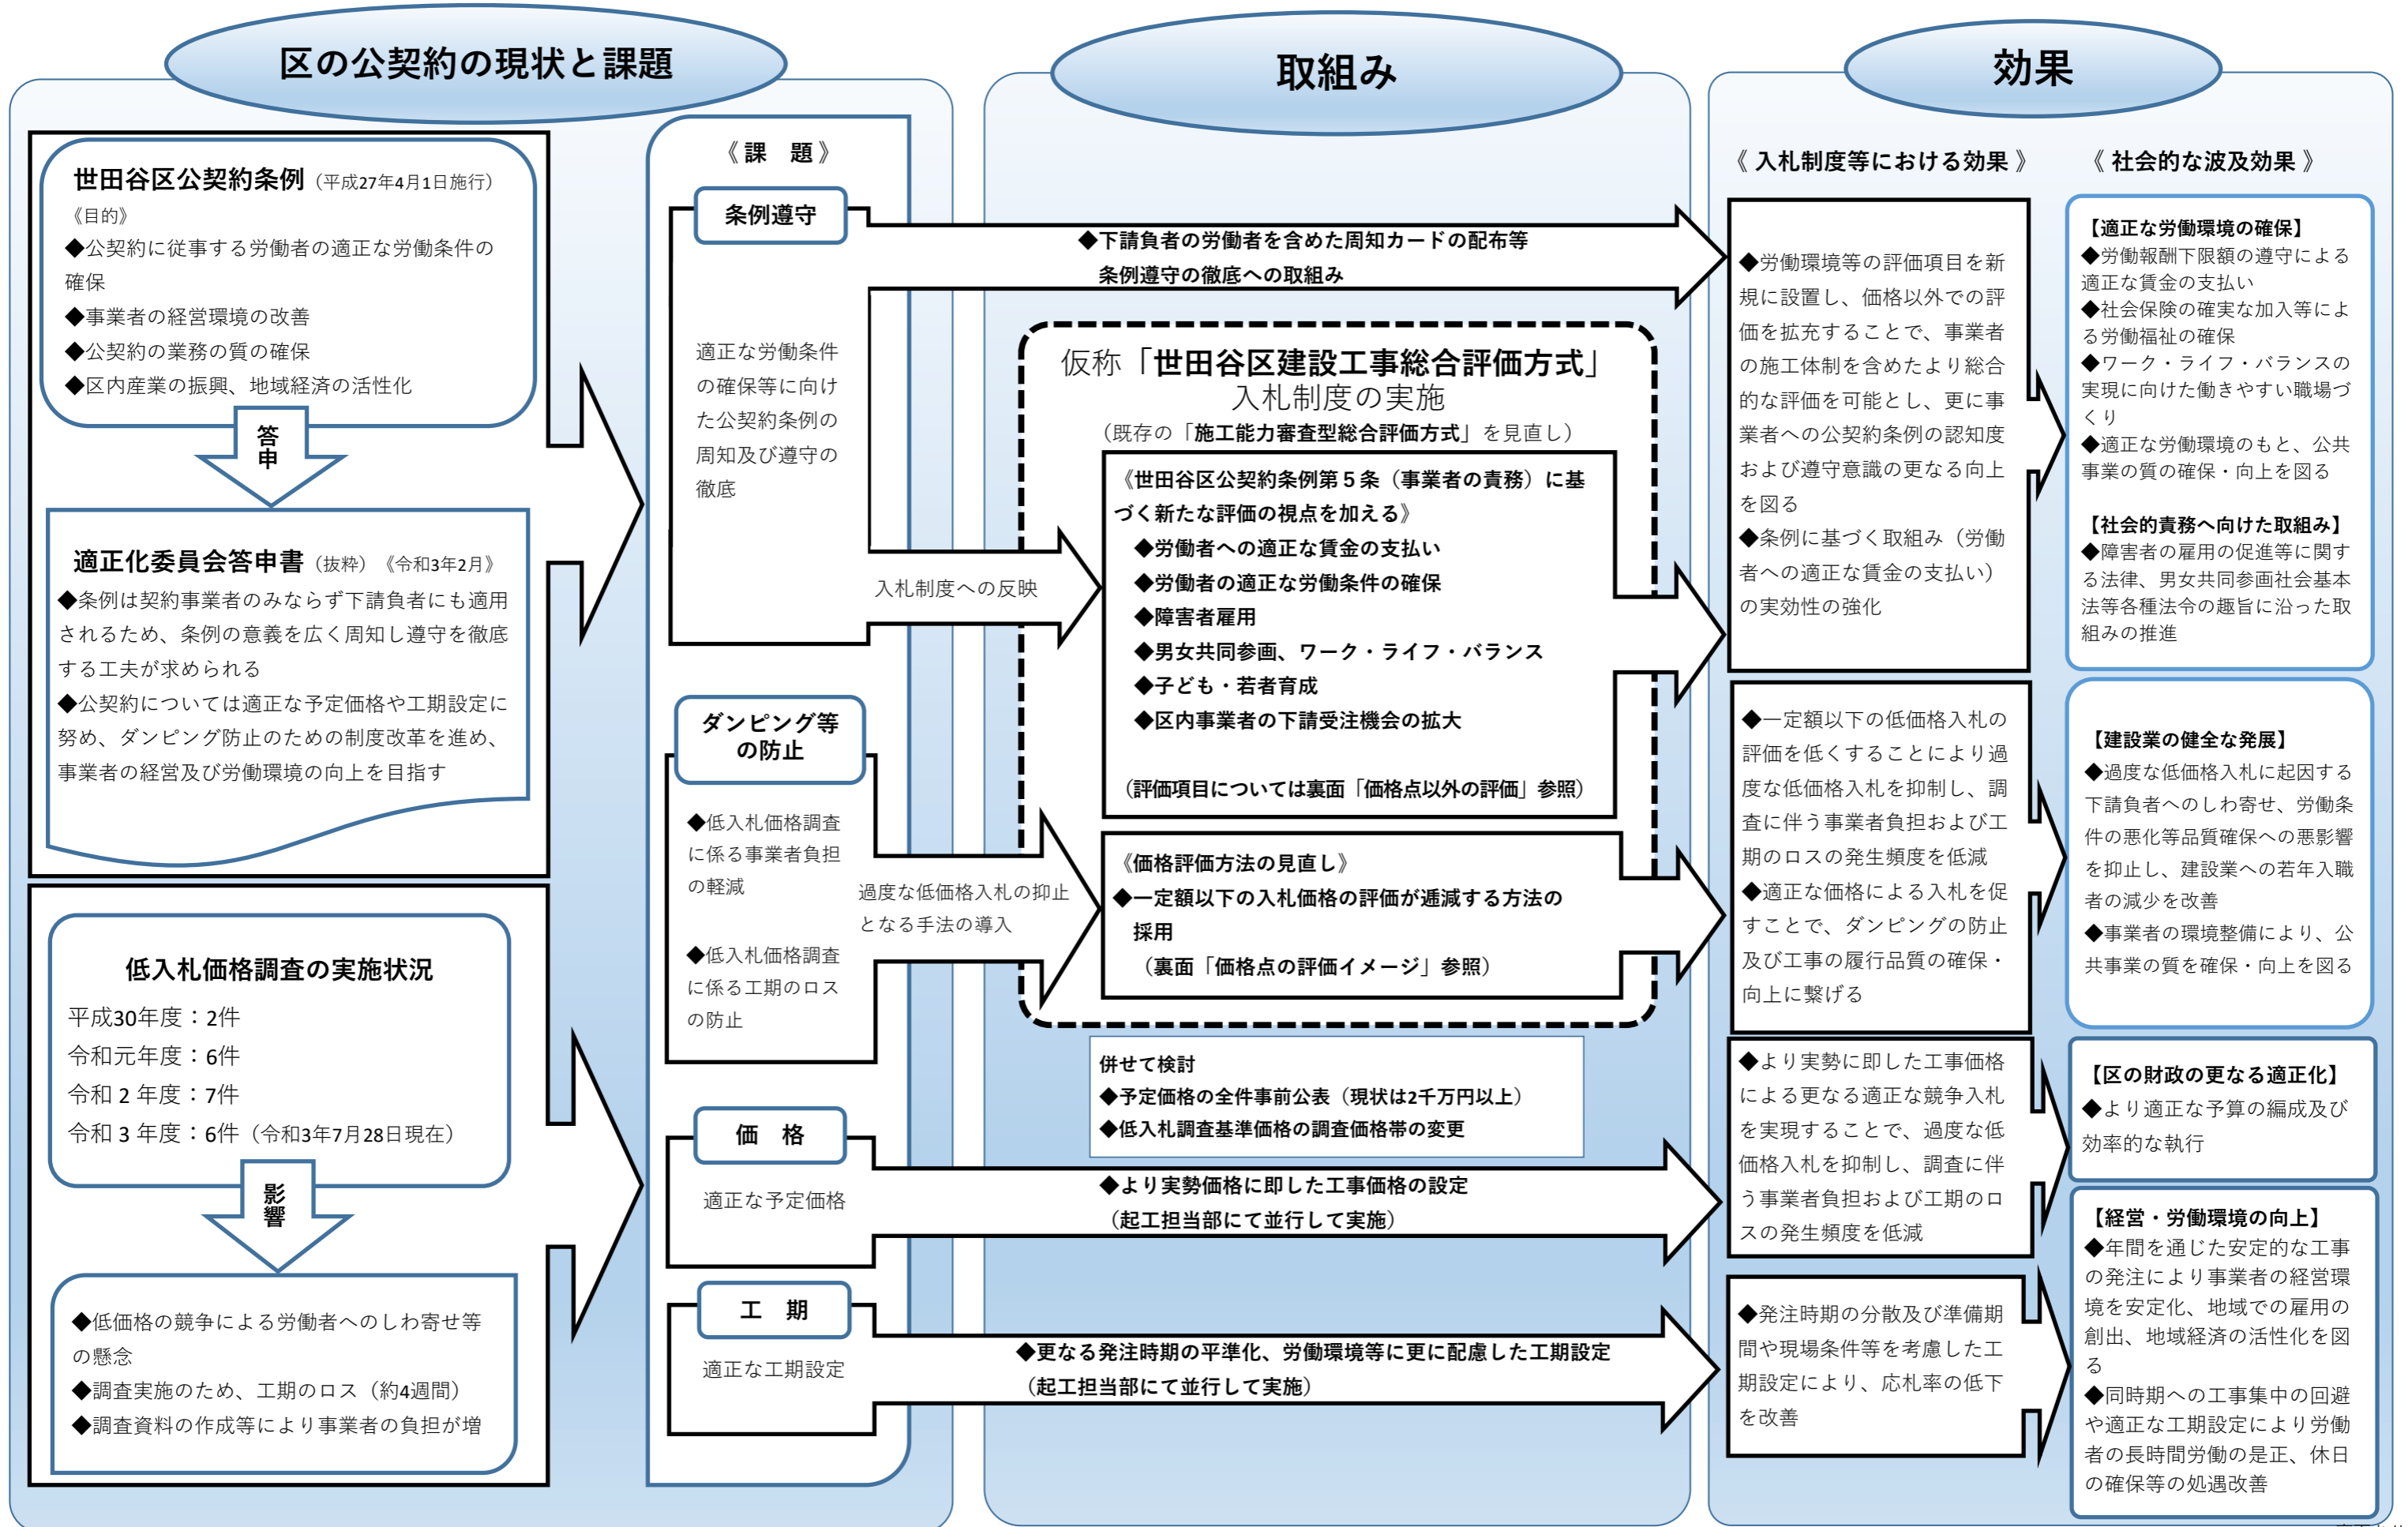 区の公契約の現状と課題
世田谷区公契約条例（平成27年4月1日施行）
《目的》
◆公契約に従事する労働者の適正な労働条件の
確保
◆事業者の経営環境の改善
◆公契約の業務の質の確保
◆区内産業の振興、地域経済の活性化
答申
適正化委員会答申書（抜粋）《令和3年2月》
◆条例は契約事業者のみならず下請負者にも適用
されるため、条例の意義を広く周知し遵守を徹底
する工夫が求められる
◆公契約については適正な予定価格や工期設定に
努め、ダンピング防止のための制度改革を進め、
事業者の経営及び労働環境の向上を目指す
低入札価格調査の実施状況
平成30年度：2件
令和元年度：6件
令和２年度：7件
令和３年度：6件（令和3年7月28日現在）
影響
◆低価格の競争による労働者へのしわ寄せ等
の懸念
◆調査実施のため、工期のロス（約4週間）
◆調査資料の作成等により事業者の負担が増
《課　題》
条例遵守
適正な労働条件
の確保等に向け
た公契約条例の
周知及び遵守の
徹底
ダンピング等
の防止
◆低入札価格調査
に係る事業者負担
の軽減
◆低入札価格調査
に係る工期のロス
の防止
価　格
適正な予定価格
工　期
適正な工期設定
取組み
◆下請負者の労働者を含めた周知カードの配布等
条例遵守の徹底への取組み
入札制度への反映
仮称「世田谷区建設工事総合評価方式」
入札制度の実施
（既存の「施工能力審査型総合評価方式」を見直し）
《世田谷区公契約条例第５条（事業者の責務）に基
づく新たな評価の視点を加える》
◆労働者への適正な賃金の支払い
◆労働者の適正な労働条件の確保
◆障害者雇用
◆男女共同参画、ワーク・ライフ・バランス
◆子ども・若者育成
◆区内事業者の下請受注機会の拡大
（評価項目については裏面「価格点以外の評価」参照）
過度な低価格入札の抑止
となる手法の導入
《価格評価方法の見直し》
◆一定額以下の入札価格の評価が逓減する方法の
採用
（裏面「価格点の評価イメージ」参照）
併せて検討
◆予定価格の全件事前公表（現状は2千万円以上）
◆低入札調査基準価格の調査価格帯の変更
◆より実勢価格に即した工事価格の設定
（起工担当部にて並行して実施）
◆更なる発注時期の平準化、労働環境等に更に配慮した工期設定
（起工担当部にて並行して実施）
効果
《 入札制度等における効果 》
◆労働環境等の評価項目を新
規に設置し、価格以外での評
価を拡充することで、事業者
の施工体制を含めたより総合
的な評価を可能とし、更に事
業者への公契約条例の認知度
および遵守意識の更なる向上
を図る
◆条例に基づく取組み（労働
者への適正な賃金の支払い）
の実効性の強化
◆一定額以下の低価格入札の
評価を低くすることにより過
度な低価格入札を抑制し、調
査に伴う事業者負担および工
期のロスの発生頻度を低減
◆適正な価格による入札を促
すことで、ダンピングの防止
及び工事の履行品質の確保・
向上に繋げる
◆より実勢に即した工事価格
による更なる適正な競争入札
を実現することで、過度な低
価格入札を抑制し、調査に伴
う事業者負担および工期のロ
スの発生頻度を低減
◆発注時期の分散及び準備期
間や現場条件等を考慮した工
期設定により、応札率の低下
を改善
《 社会的な波及効果 》
【適正な労働環境の確保】
◆労働報酬下限額の遵守による
適正な賃金の支払い
◆社会保険の確実な加入等によ
る労働福祉の確保
◆ワーク・ライフ・バランスの
実現に向けた働きやすい職場づ
くり
◆適正な労働環境のもと、公共
事業の質の確保・向上を図る
【社会的責務へ向けた取組み】
◆障害者の雇用の促進等に関す
る法律、男女共同参画社会基本
法等各種法令の趣旨に沿った取
組みの推進
【建設業の健全な発展】
◆過度な低価格入札に起因する
下請負者へのしわ寄せ、労働条
件の悪化等品質確保への悪影響
を抑止し、建設業への若年入職
者の減少を改善
◆事業者の環境整備により、公
共事業の質を確保・向上を図る
【区の財政の更なる適正化】
◆より適正な予算の編成及び
効率的な執行
【経営・労働環境の向上】
◆年間を通じた安定的な工事
の発注により事業者の経営環
境を安定化、地域での雇用の
創出、地域経済の活性化を図
る
◆同時期への工事集中の回避
や適正な工期設定により労働
者の長時間労働の是正、休日
の確保等の処遇改善